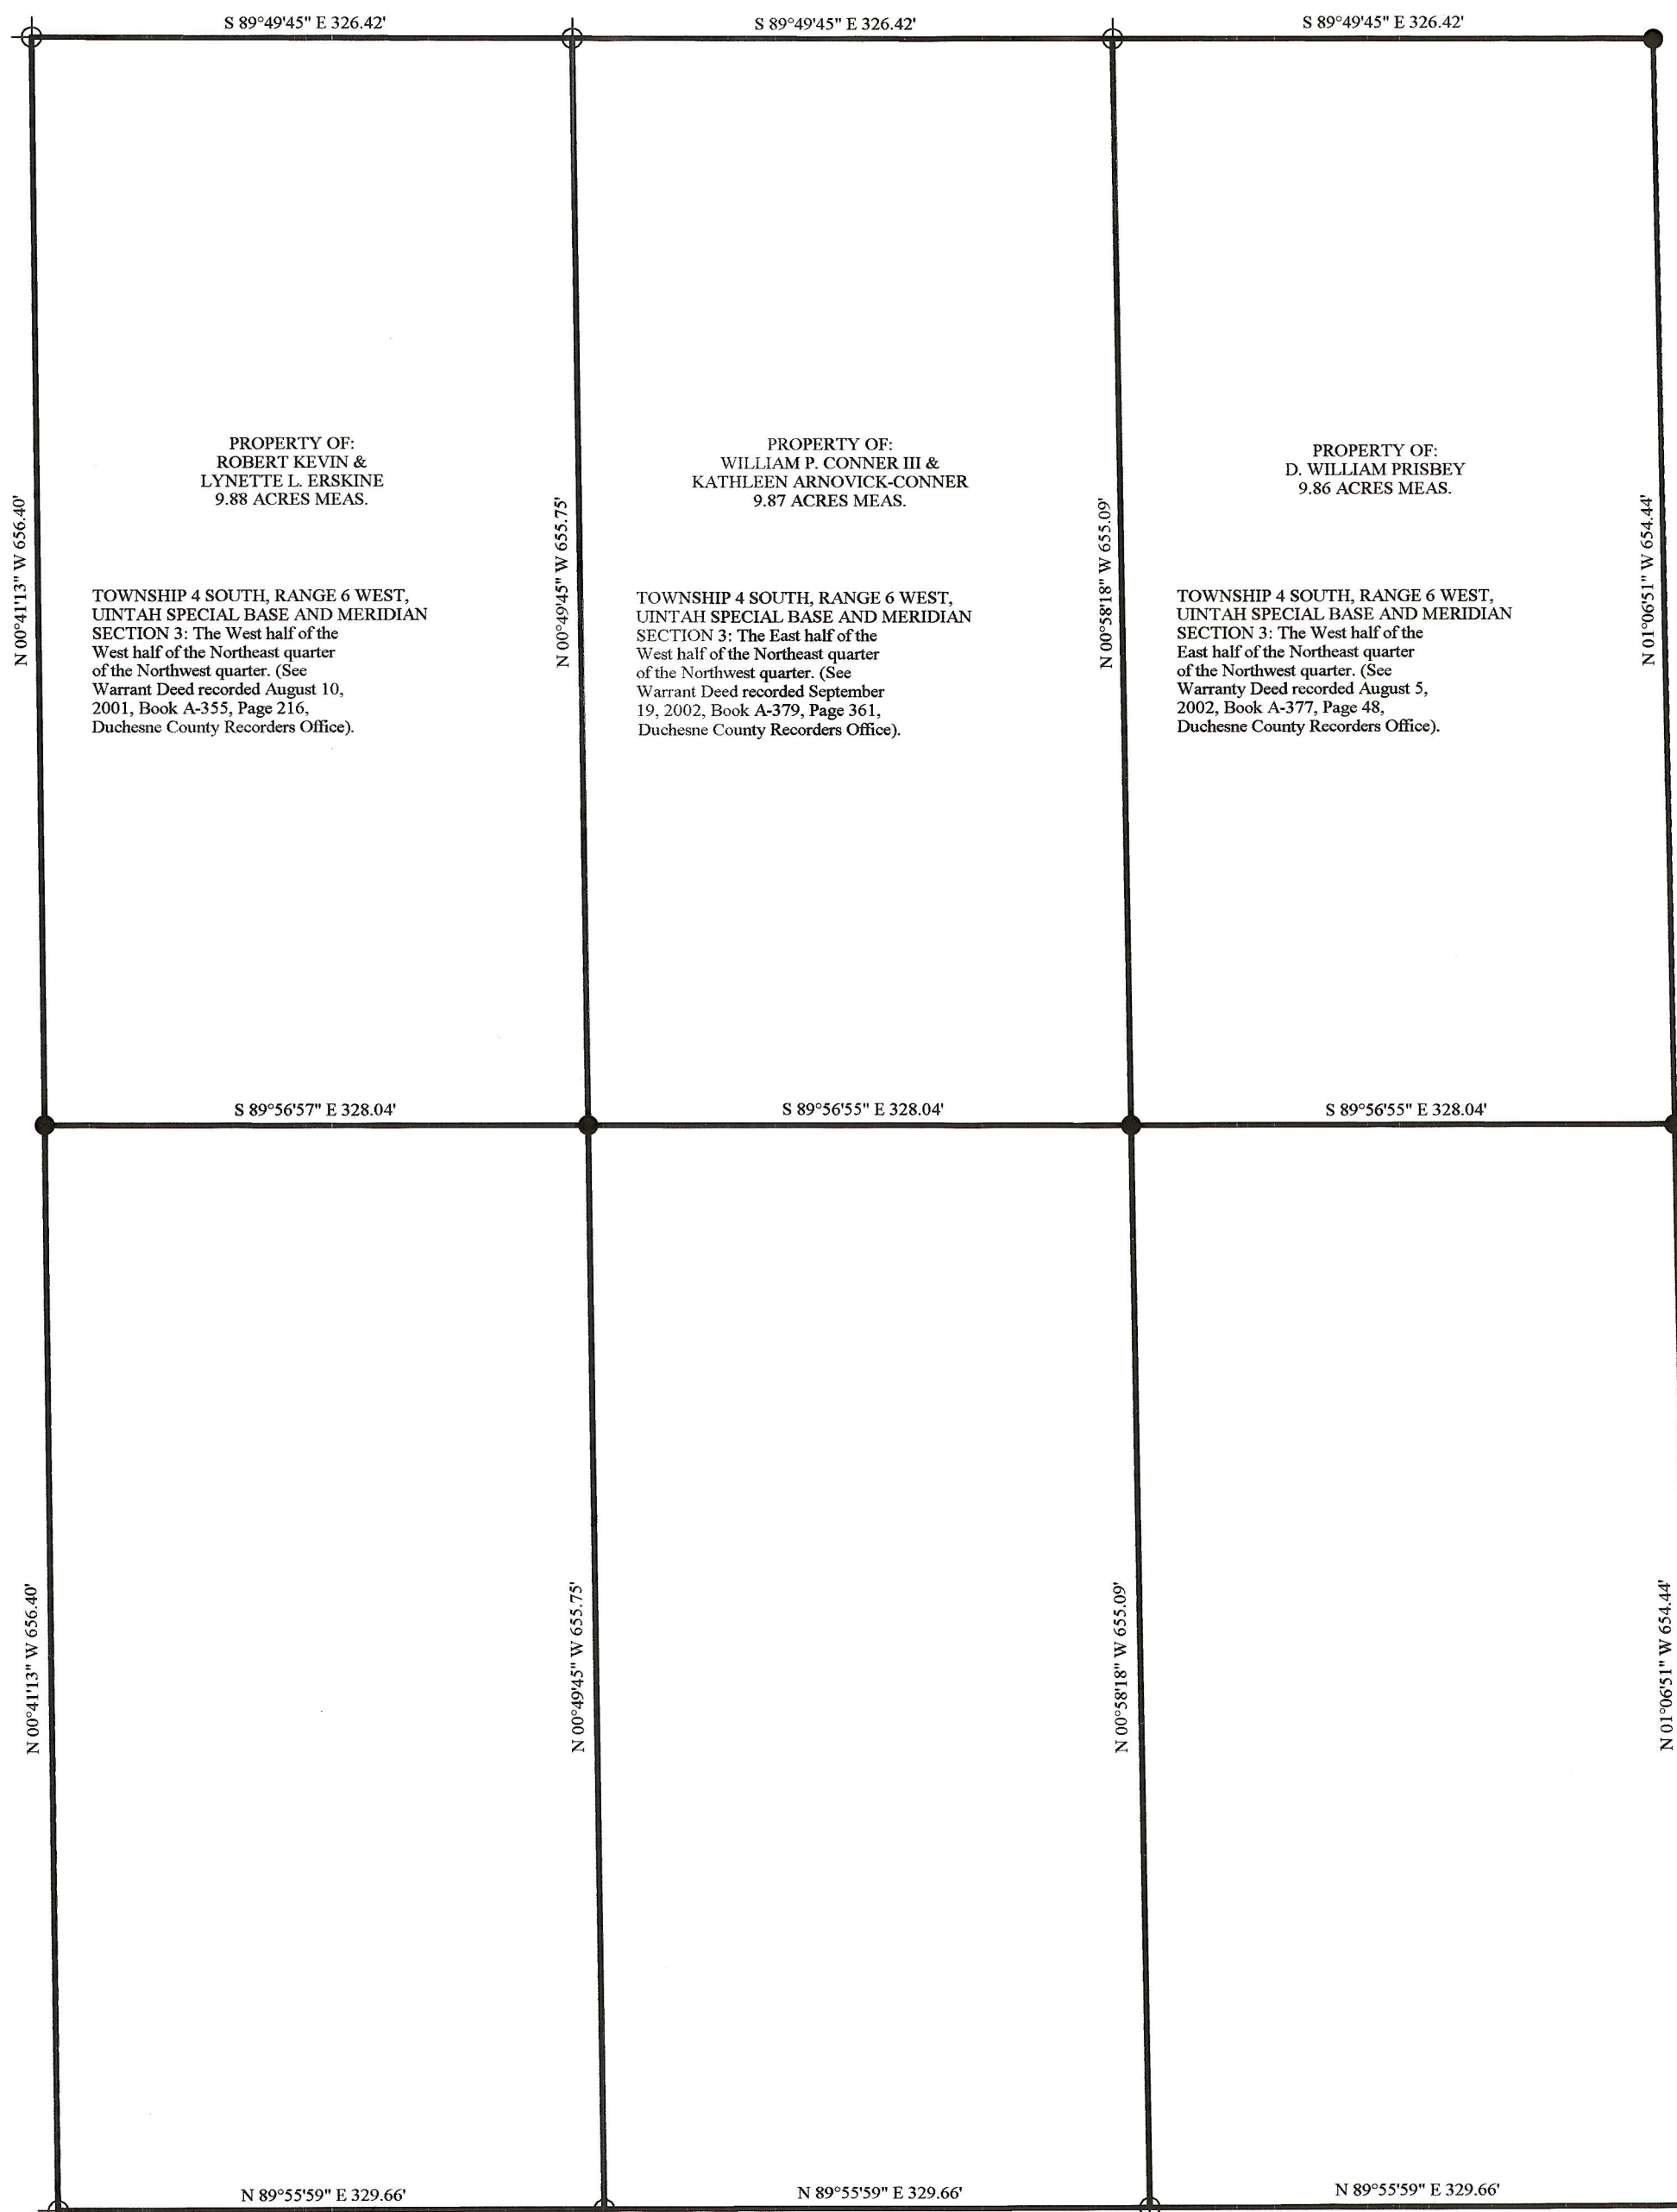 S 89°49'45" E 326.42'
S 89°49'45" E 326.42'
S 89°49'45" E 326.42'
N 00°41'13" W 656.40'
PROPERTY OF:
ROBERT KEVIN &
LYNETTE L. ERSKINE
9.88 ACRES MEAS.
TOWNSHIP 4 SOUTH, RANGE 6 WEST,
UINTAH SPECIAL BASE AND MERIDIAN
SECTION 3: The West half of the
West half of the Northeast quarter
of the Northwest quarter. (See
Warrant Deed recorded August 10,
2001, Book A-355, Page 216,
Duchesne County Recorders Office).
N 00°49'45" W 655.75'
PROPERTY OF:
WILLIAM P. CONNER III &
KATHLEEN ARNOVICK-CONNER
9.87 ACRES MEAS.
TOWNSHIP 4 SOUTH, RANGE 6 WEST,
UINTAH SPECIAL BASE AND MERIDIAN
SECTION 3: The East half of the
West half of the Northeast quarter
of the Northwest quarter. (See
Warrant Deed recorded September
19, 2002, Book A-379, Page 361,
Duchesne County Recorders Office).
N 00°58'18" W 655.09'
PROPERTY OF:
D. WILLIAM PRISBEY
9.86 ACRES MEAS.
TOWNSHIP 4 SOUTH, RANGE 6 WEST,
UINTAH SPECIAL BASE AND MERIDIAN
SECTION 3: The West half of the
East half of the Northeast quarter
of the Northwest quarter. (See
Warranty Deed recorded August 5,
2002, Book A-377, Page 48,
Duchesne County Recorders Office).
N 01°06'51" W 654.44'
S 89°56'57" E 328.04'
S 89°56'55" E 328.04'
S 89°56'55" E 328.04'
N 00°41'13" W 656.40'
N 00°49'45" W 655.75'
N 00°58'18" W 655.09'
N 01°06'51" W 654.44'
N 89°55'59" E 329.66'
N 89°55'59" E 329.66'
N 89°55'59" E 329.66'